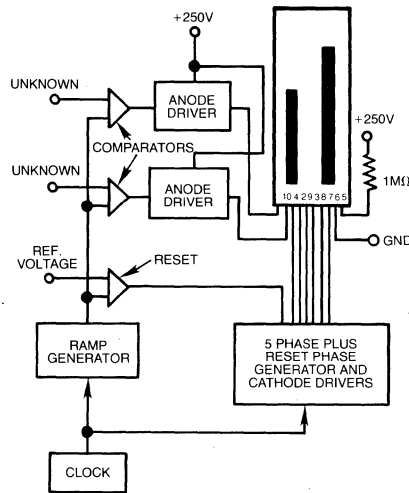 +250V
UNKNOWN
ANODE
DRIVER
+250V
COMPARATORS
UNKNOWN
ANODE
DRIVER
1MΩ
10 4 2 9 3 8 7 6 5
GND
REF.
VOLTAGE
RESET
RAMP
GENERATOR
5 PHASE PLUS
RESET PHASE
GENERATOR AND
CATHODE DRIVERS
CLOCK